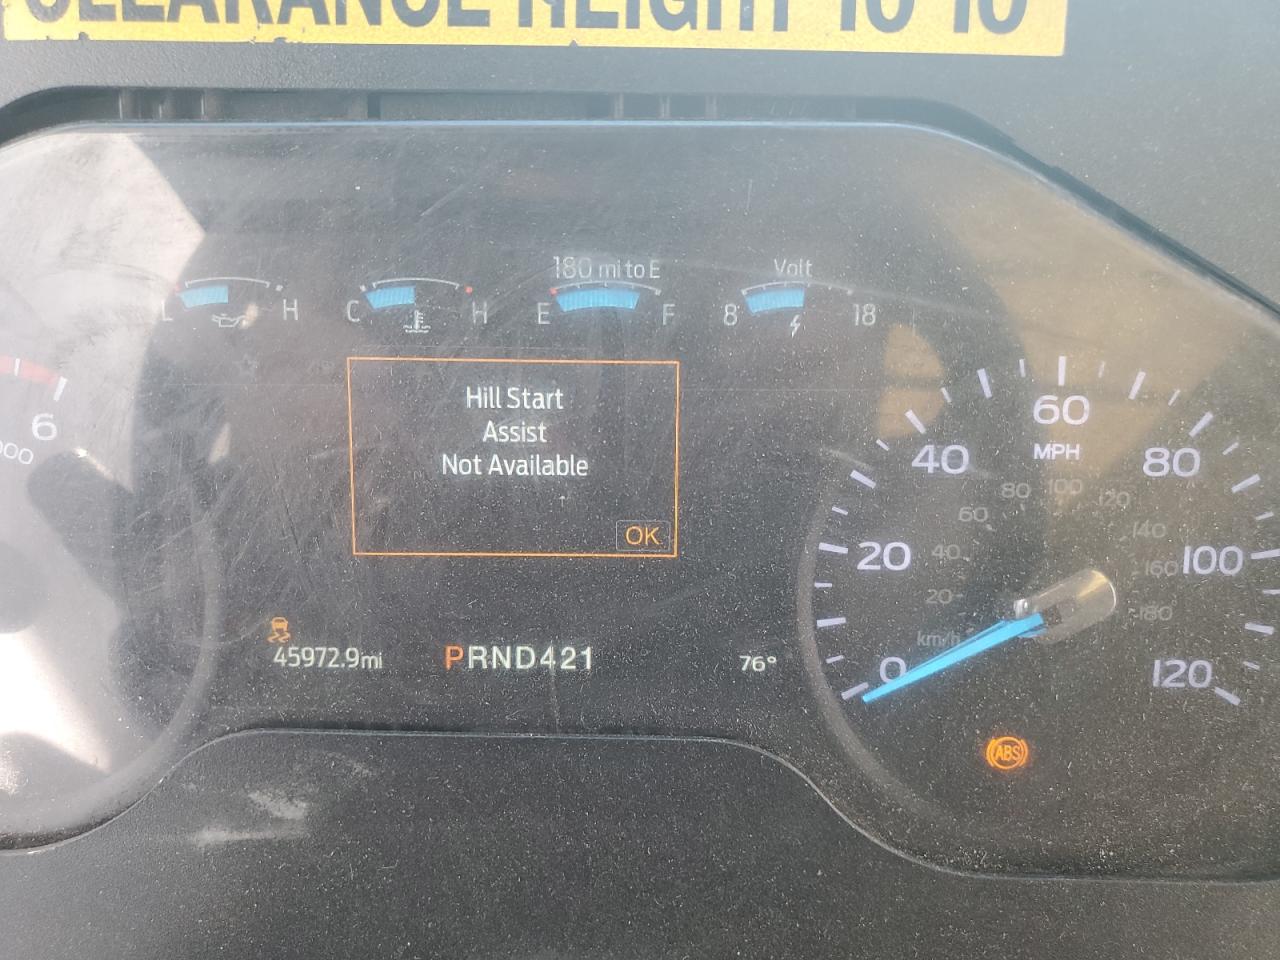 CLEARANCE HEIGHT 10'10
180 mi to E
Volt
L H
C H
E F
8 18
Hill Start
Assist
Not Available
OK
6
000
45972.9mi
PRND421
76°
0 20 40 60 80 100 120
MPH
20 40 60 80 100 120 140 160 180
km/h
ABS